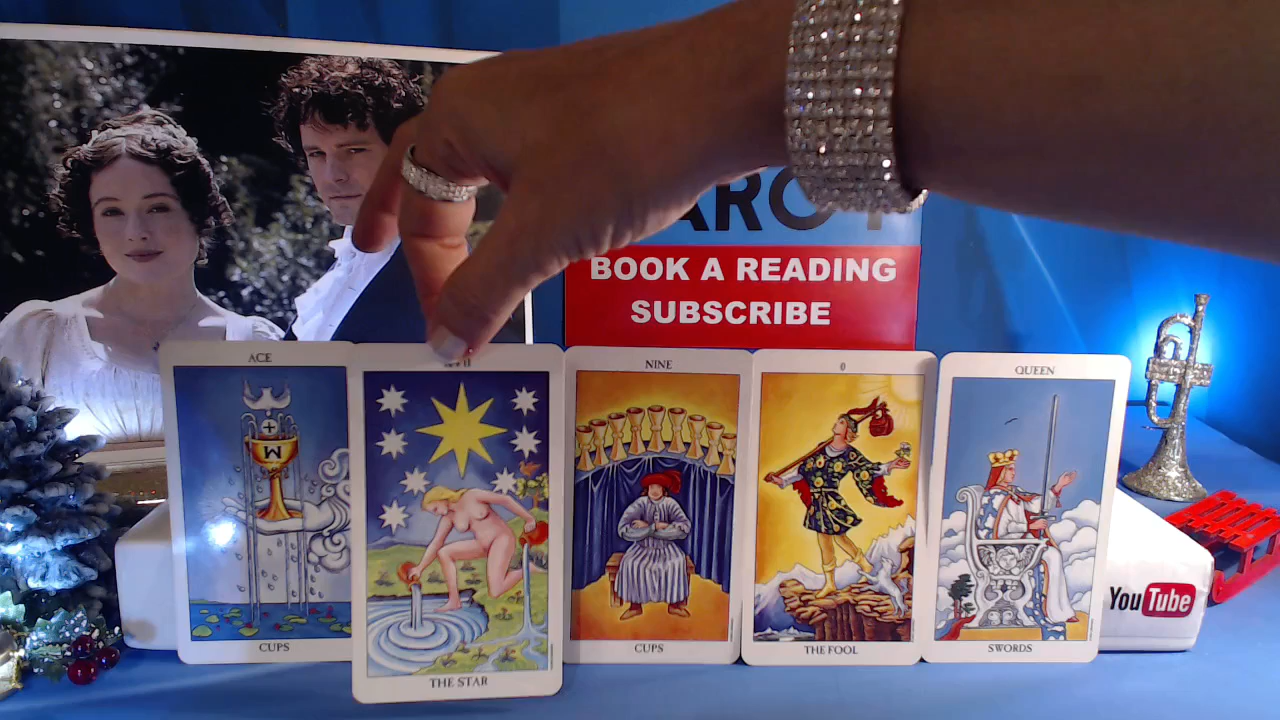 BOOK A READING
SUBSCRIBE
ACE
NINE
0
QUEEN
CUPS
THE STAR
CUPS
THE FOOL
SWORDS
YouTube